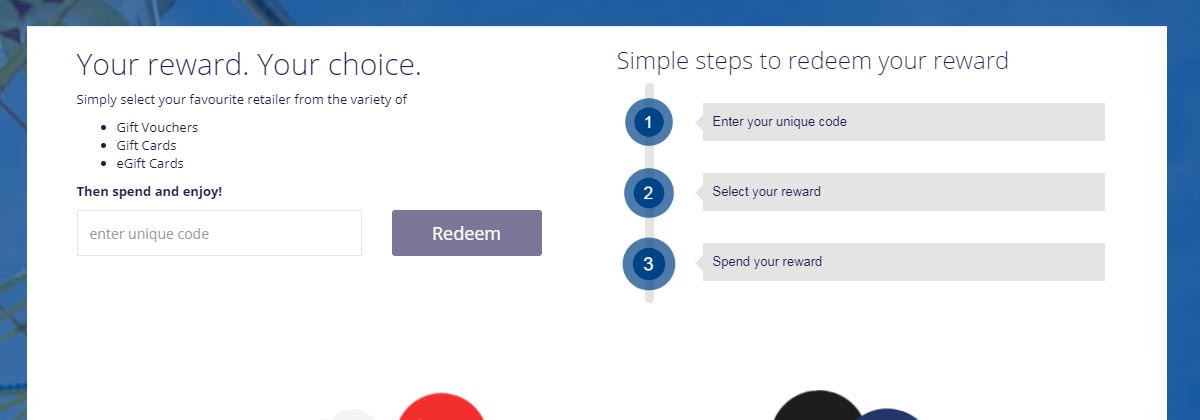 Your reward. Your choice.
Simply select your favourite retailer from the variety of
Gift Vouchers
Gift Cards
eGift Cards
Then spend and enjoy!
enter unique code
Redeem
Simple steps to redeem your reward
1 Enter your unique code
2 Select your reward
3 Spend your reward